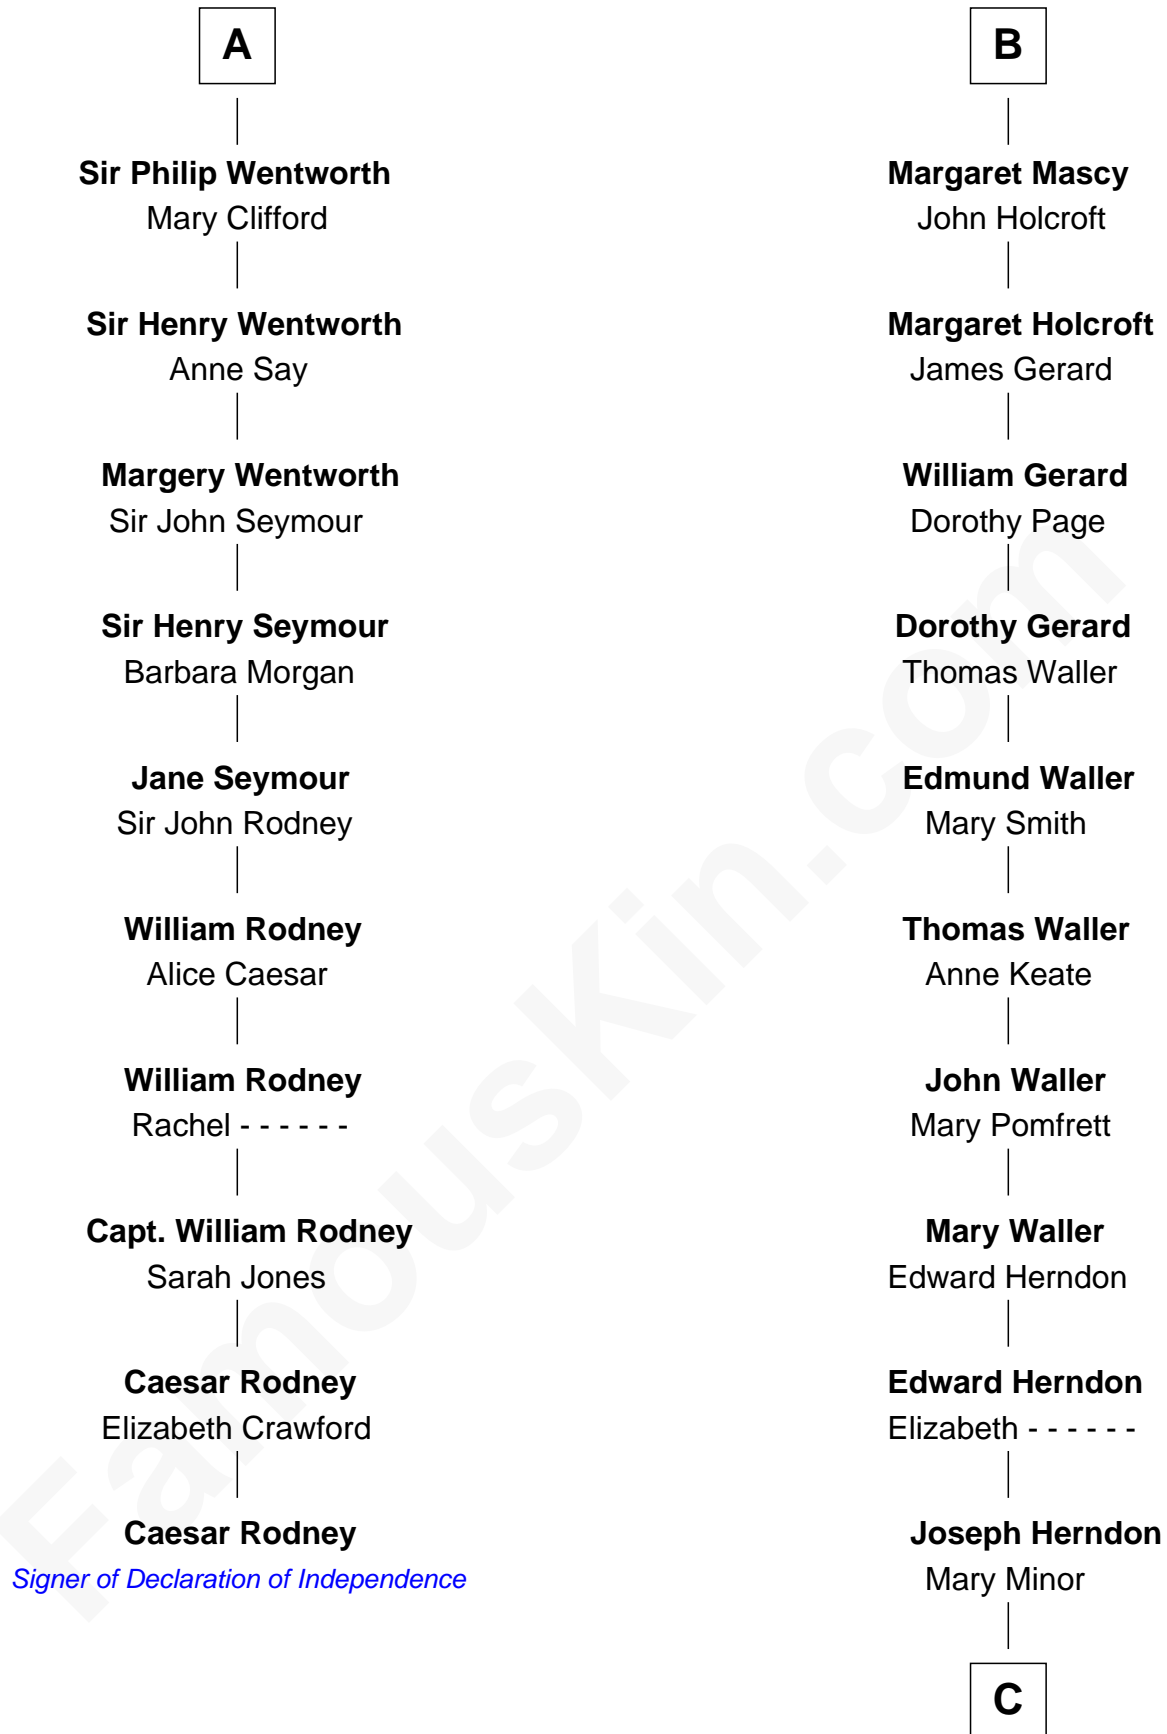 A
Sir Philip Wentworth
Mary Clifford
Sir Henry Wentworth
Anne Say
Margery Wentworth
Sir John Seymour
Sir Henry Seymour
Barbara Morgan
Jane Seymour
Sir John Rodney
William Rodney
Alice Caesar
William Rodney
Rachel - - - - - -
Capt. William Rodney
Sarah Jones
Caesar Rodney
Elizabeth Crawford
Caesar Rodney
Signer of Declaration of Independence
B
Margaret Mascy
John Holcroft
Margaret Holcroft
James Gerard
William Gerard
Dorothy Page
Dorothy Gerard
Thomas Waller
Edmund Waller
Mary Smith
Thomas Waller
Anne Keate
John Waller
Mary Pomfrett
Mary Waller
Edward Herndon
Edward Herndon
Elizabeth - - - - - -
Joseph Herndon
Mary Minor
C
FamousKin.com